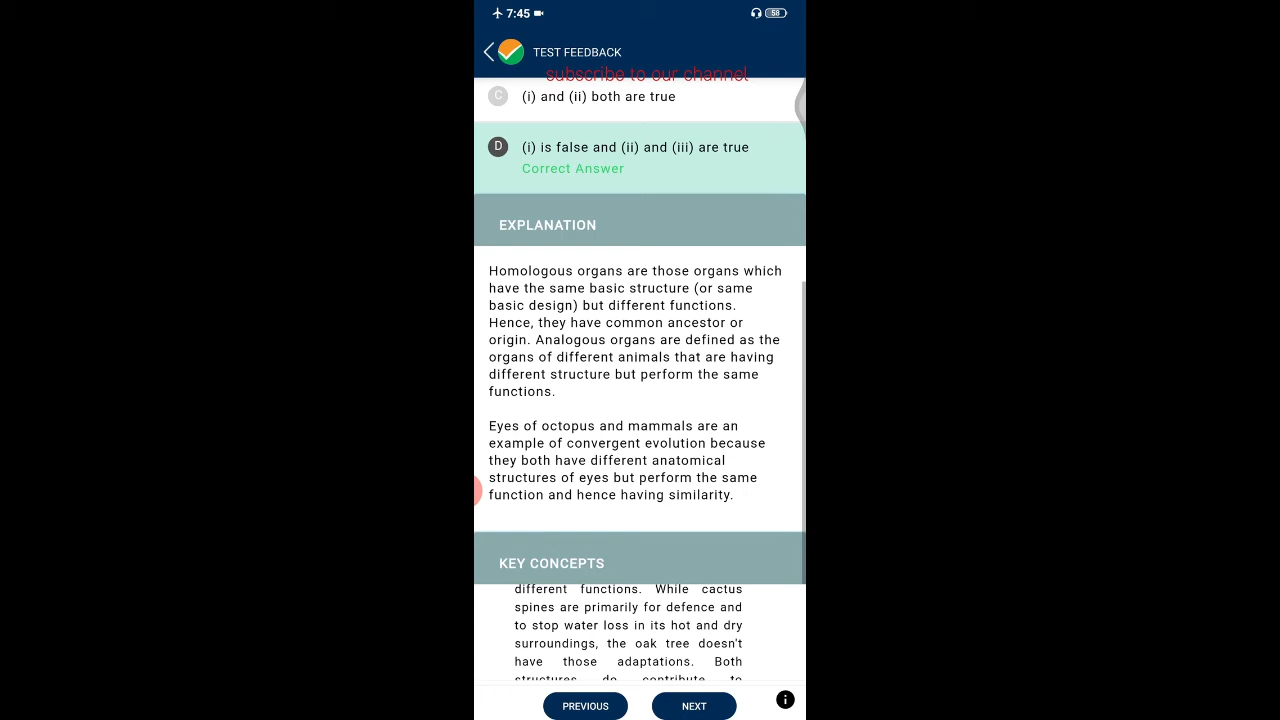 7:45
58
TEST FEEDBACK
subscribe to our channel
C (i) and (ii) both are true
D (i) is false and (ii) and (iii) are true
Correct Answer
EXPLANATION
Homologous organs are those organs which
have the same basic structure (or same
basic design) but different functions.
Hence, they have common ancestor or
origin. Analogous organs are defined as the
organs of different animals that are having
different structure but perform the same
functions.
Eyes of octopus and mammals are an
example of convergent evolution because
they both have different anatomical
structures of eyes but perform the same
function and hence having similarity.
KEY CONCEPTS
different functions. While cactus
spines are primarily for defence and
to stop water loss in its hot and dry
surroundings, the oak tree doesn't
have those adaptations. Both
structures do contribute to
PREVIOUS NEXT